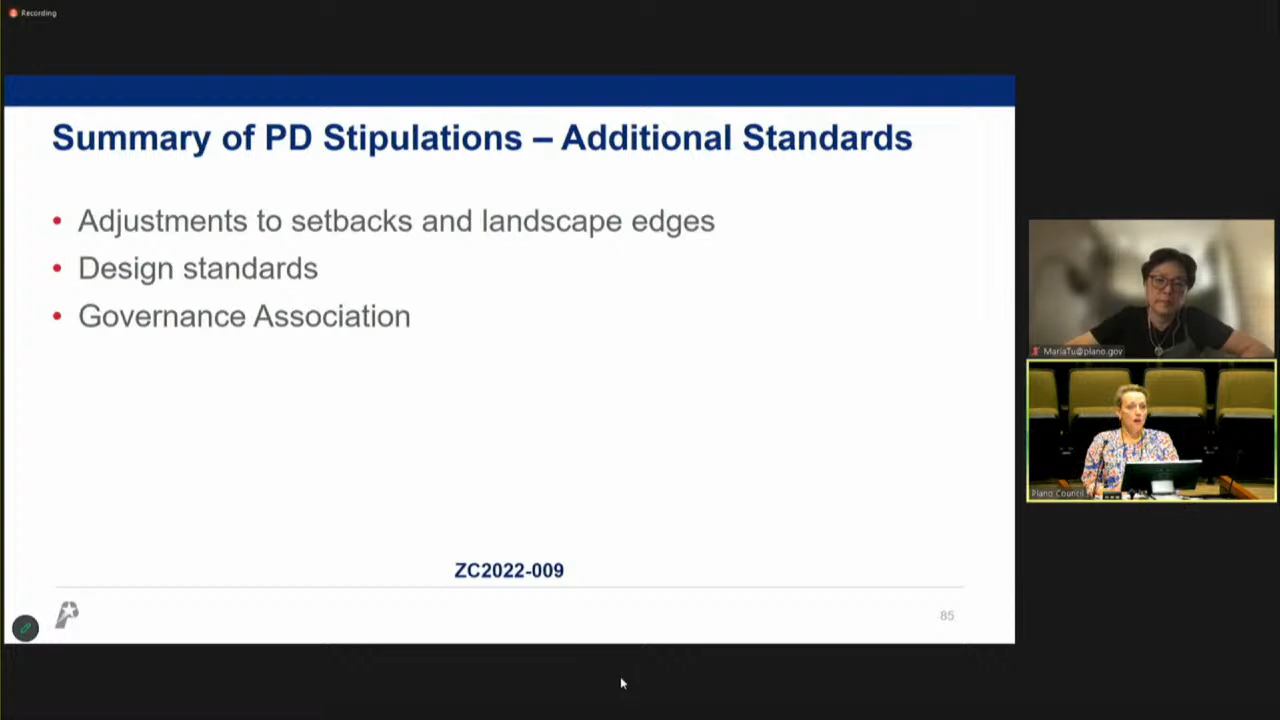 Recording
Summary of PD Stipulations – Additional Standards
• Adjustments to setbacks and landscape edges
• Design standards
• Governance Association
ZC2022-009
85
MariaTu@plano.gov
Plano Council